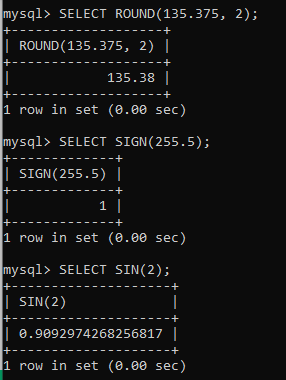 mysql> SELECT ROUND(135.375, 2);
+--------------------+
| ROUND(135.375, 2) |
+--------------------+
| 135.38 |
+--------------------+
1 row in set (0.00 sec)
mysql> SELECT SIGN(255.5);
+-------------+
| SIGN(255.5) |
+-------------+
| 1 |
+-------------+
1 row in set (0.00 sec)
mysql> SELECT SIN(2);
+--------------------+
| SIN(2) |
+--------------------+
| 0.9092974268256817 |
+--------------------+
1 row in set (0.00 sec)